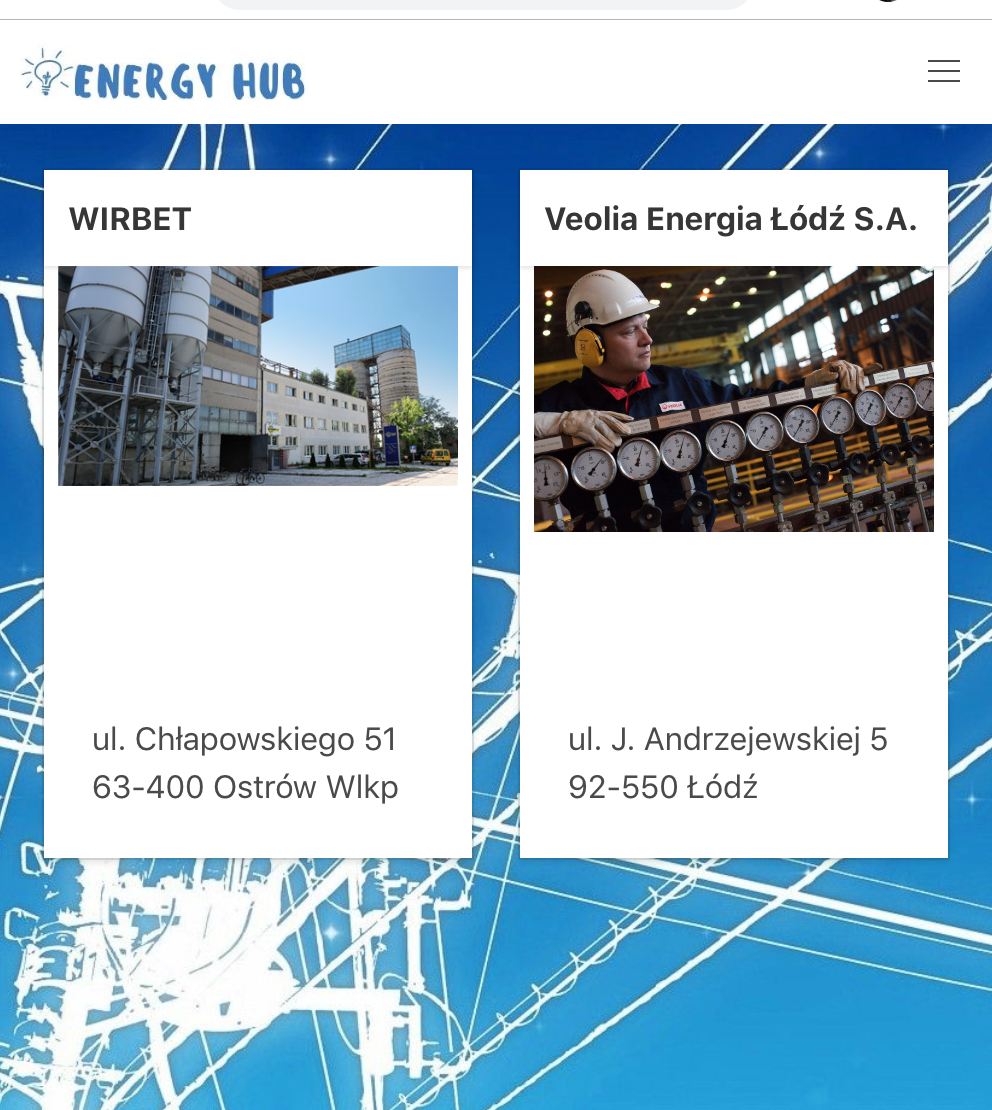 ENERGY HUB
WIRBET
Veolia Energia Łódź S.A.
VEOLIA
ul. Chłapowskiego 51
63-400 Ostrów Wlkp
ul. J. Andrzejewskiej 5
92-550 Łódź